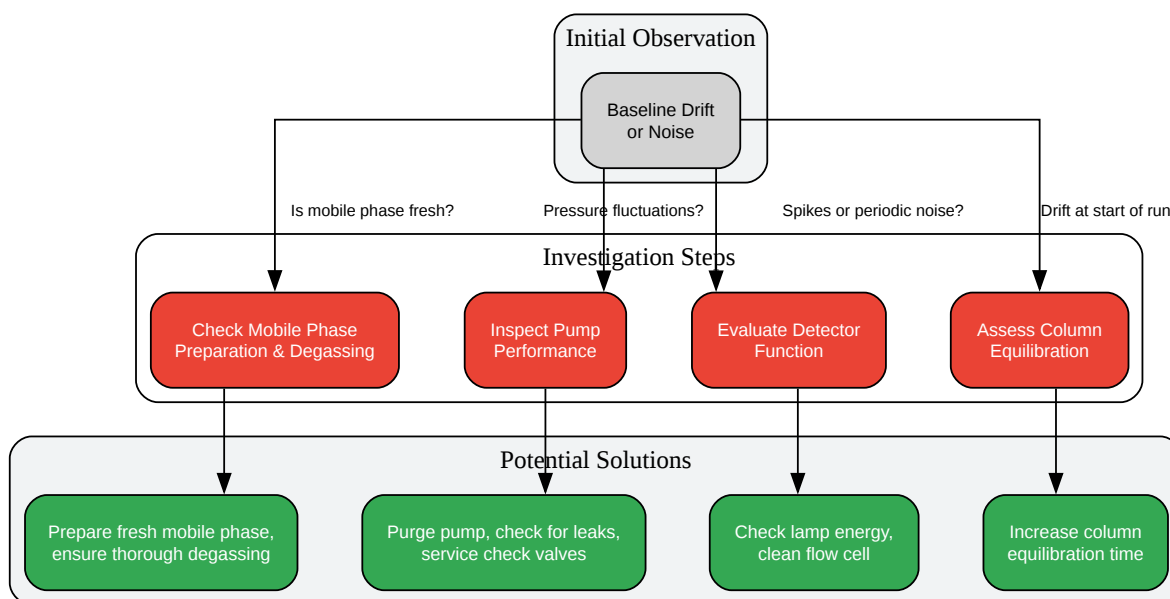 Initial Observation
Baseline Drift
or Noise
Is mobile phase fresh?
Pressure fluctuations?
Spikes or periodic noise?
Drift at start of run
Investigation Steps
Check Mobile Phase
Preparation & Degassing
Inspect Pump
Performance
Evaluate Detector
Function
Assess Column
Equilibration
Potential Solutions
Prepare fresh mobile phase,
ensure thorough degassing
Purge pump, check for leaks,
service check valves
Check lamp energy,
clean flow cell
Increase column
equilibration time